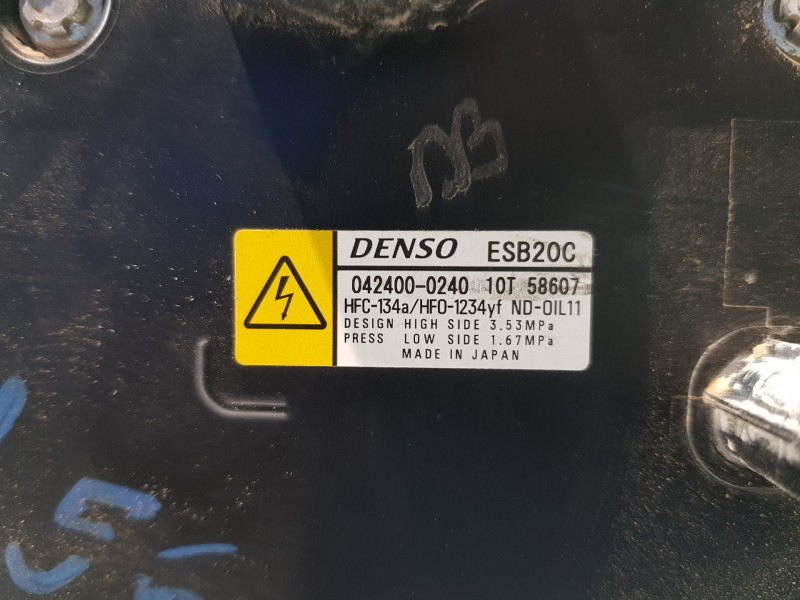 DENSO ESB20C
042400-0240 10T 58607
HFC-134a/HFO-1234yf ND-OIL11
DESIGN HIGH SIDE 3.53MPa
PRESS LOW SIDE 1.67MPa
MADE IN JAPAN